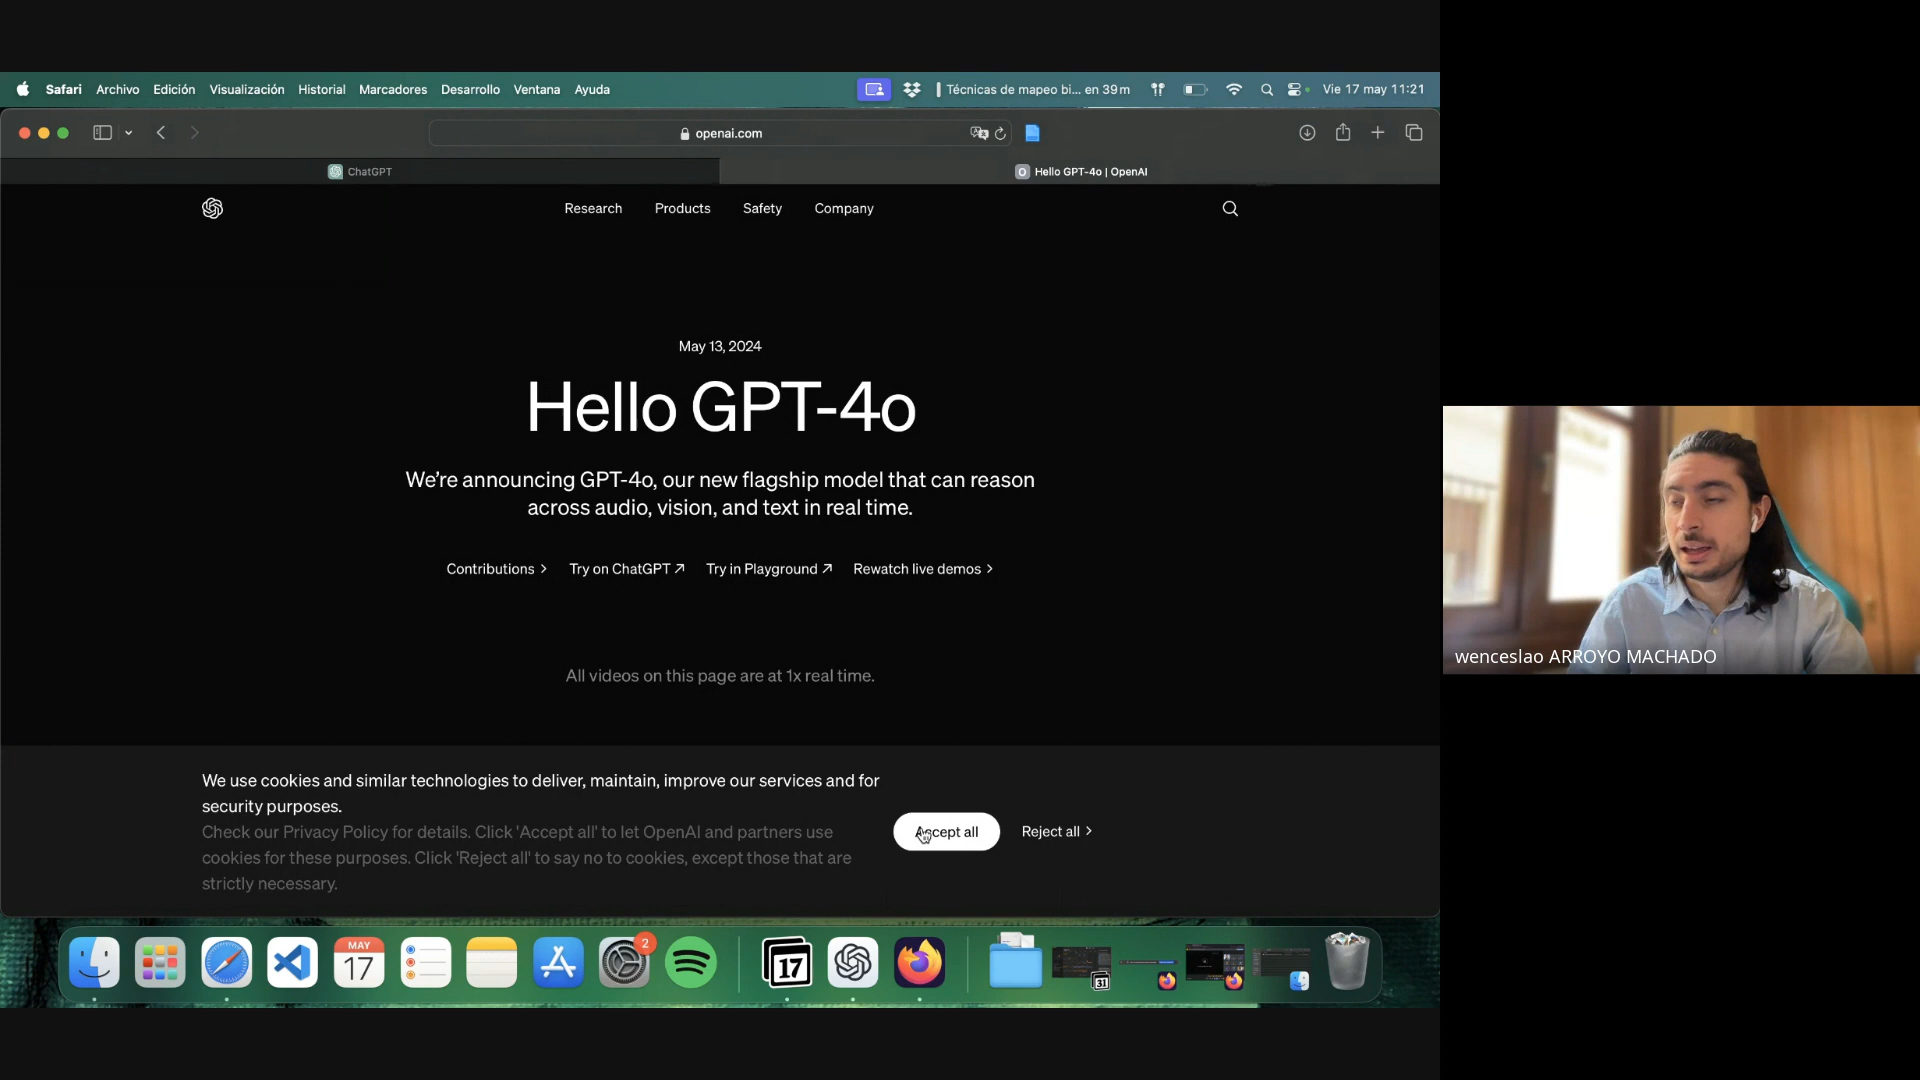 Safari Archivo Edición Visualización Historial Marcadores Desarrollo Ventana Ayuda
Técnicas de mapeo bi... en 39 m
Vie 17 may 11:21
openai.com
ChatGPT
Hello GPT-4o | OpenAI
Research Products Safety Company
May 13, 2024
Hello GPT-4o
We're announcing GPT-4o, our new flagship model that can reason
across audio, vision, and text in real time.
Contributions > Try on ChatGPT ↗ Try in Playground ↗ Rewatch live demos >
All videos on this page are at 1x real time.
We use cookies and similar technologies to deliver, maintain, improve our services and for
security purposes.
Check our Privacy Policy for details. Click 'Accept all' to let OpenAI and partners use
cookies for these purposes. Click 'Reject all' to say no to cookies, except those that are
strictly necessary.
Accept all
Reject all >
wenceslao ARROYO MACHADO
MAY
17
2
17
31